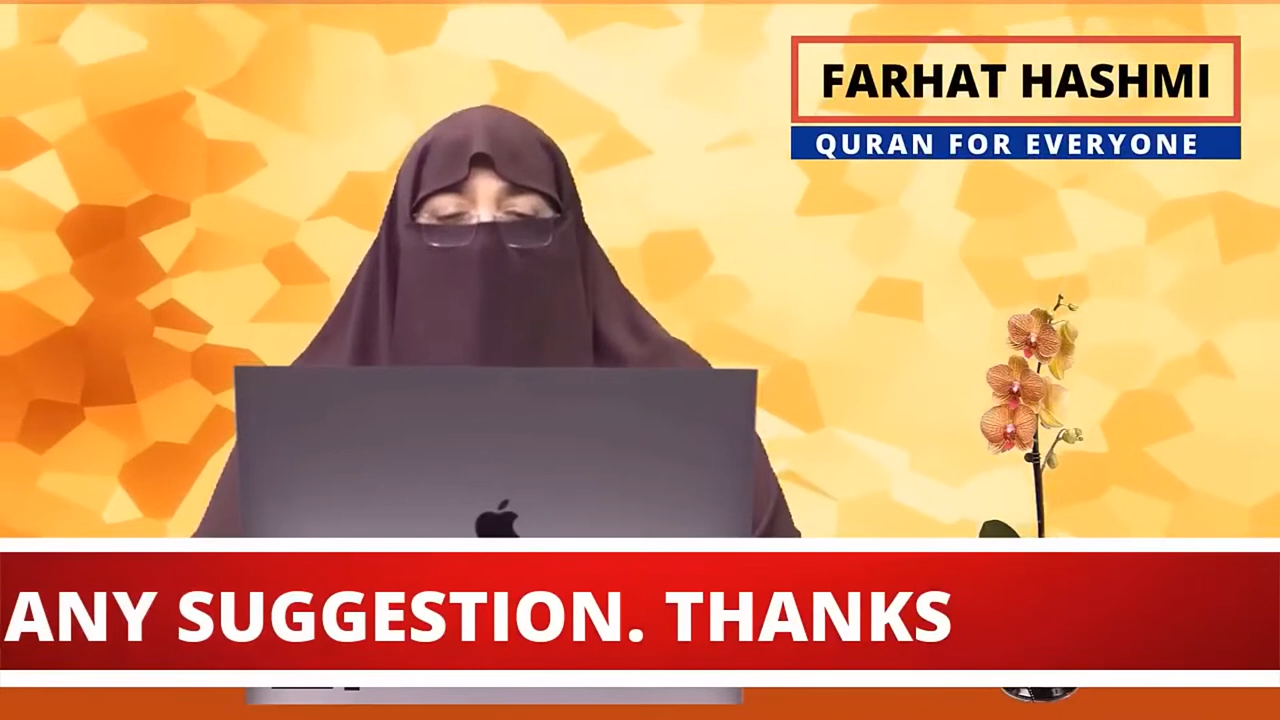 FARHAT HASHMI
QURAN FOR EVERYONE
ANY SUGGESTION. THANKS